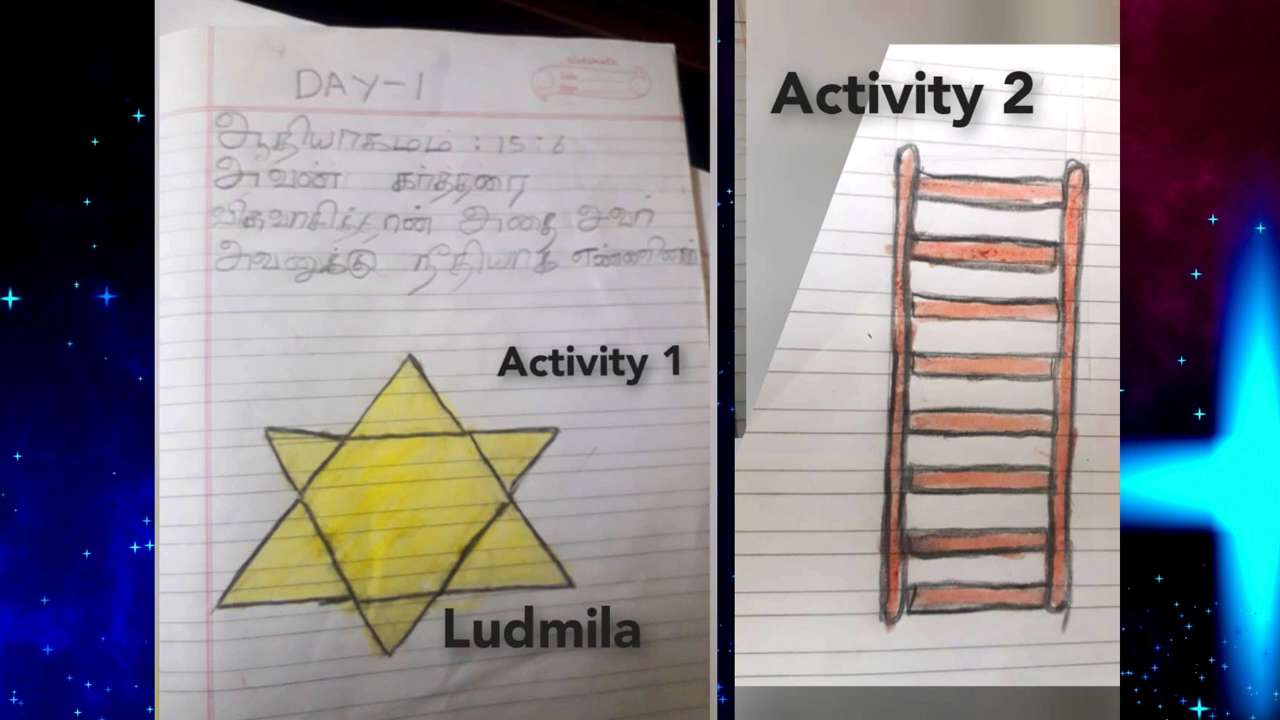 DAY-1
ஆதியாகமம் : 15 : 6
அவன் கர்த்தரை
விசுவாசித்தான் அதை அவர்
அவனுக்கு நீதியாக எண்ணினார்
Activity 1
Ludmila
Activity 2